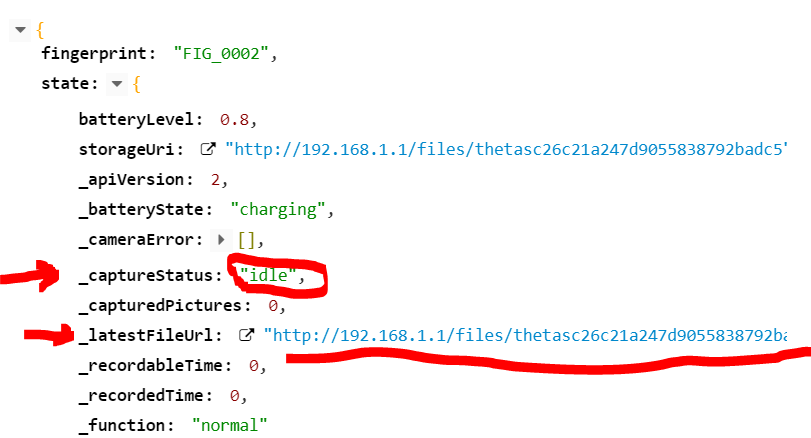 {
fingerprint: "FIG_0002",
state: {
batteryLevel: 0.8,
storageUri: "http://192.168.1.1/files/thetasc26c21a247d9055838792badc5"
_apiVersion: 2,
_batteryState: "charging",
_cameraError: [],
_captureStatus: "idle",
_capturedPictures: 0,
_latestFileUrl: "http://192.168.1.1/files/thetasc26c21a247d9055838792ba
_recordableTime: 0,
_recordedTime: 0,
_function: "normal"